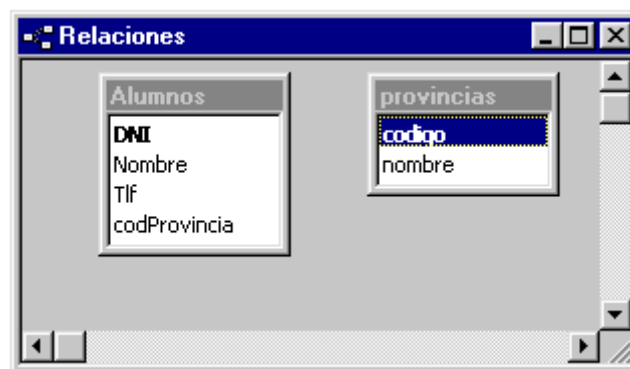 Relaciones
Alumnos
DNI
Nombre
Tlf
codProvincia
provincias
codigo
nombre